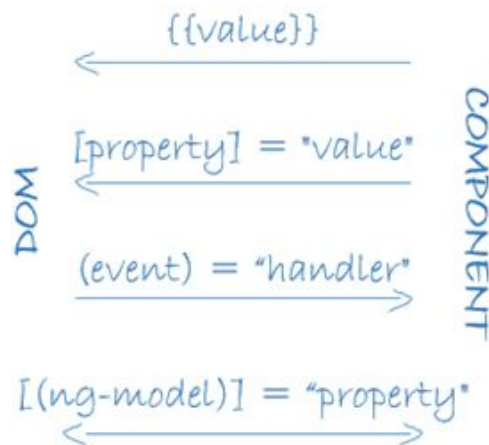 {{value}}
[property] = "value"
DOM
COMPONENT
(event) = "handler"
[(ng-model)] = "property"